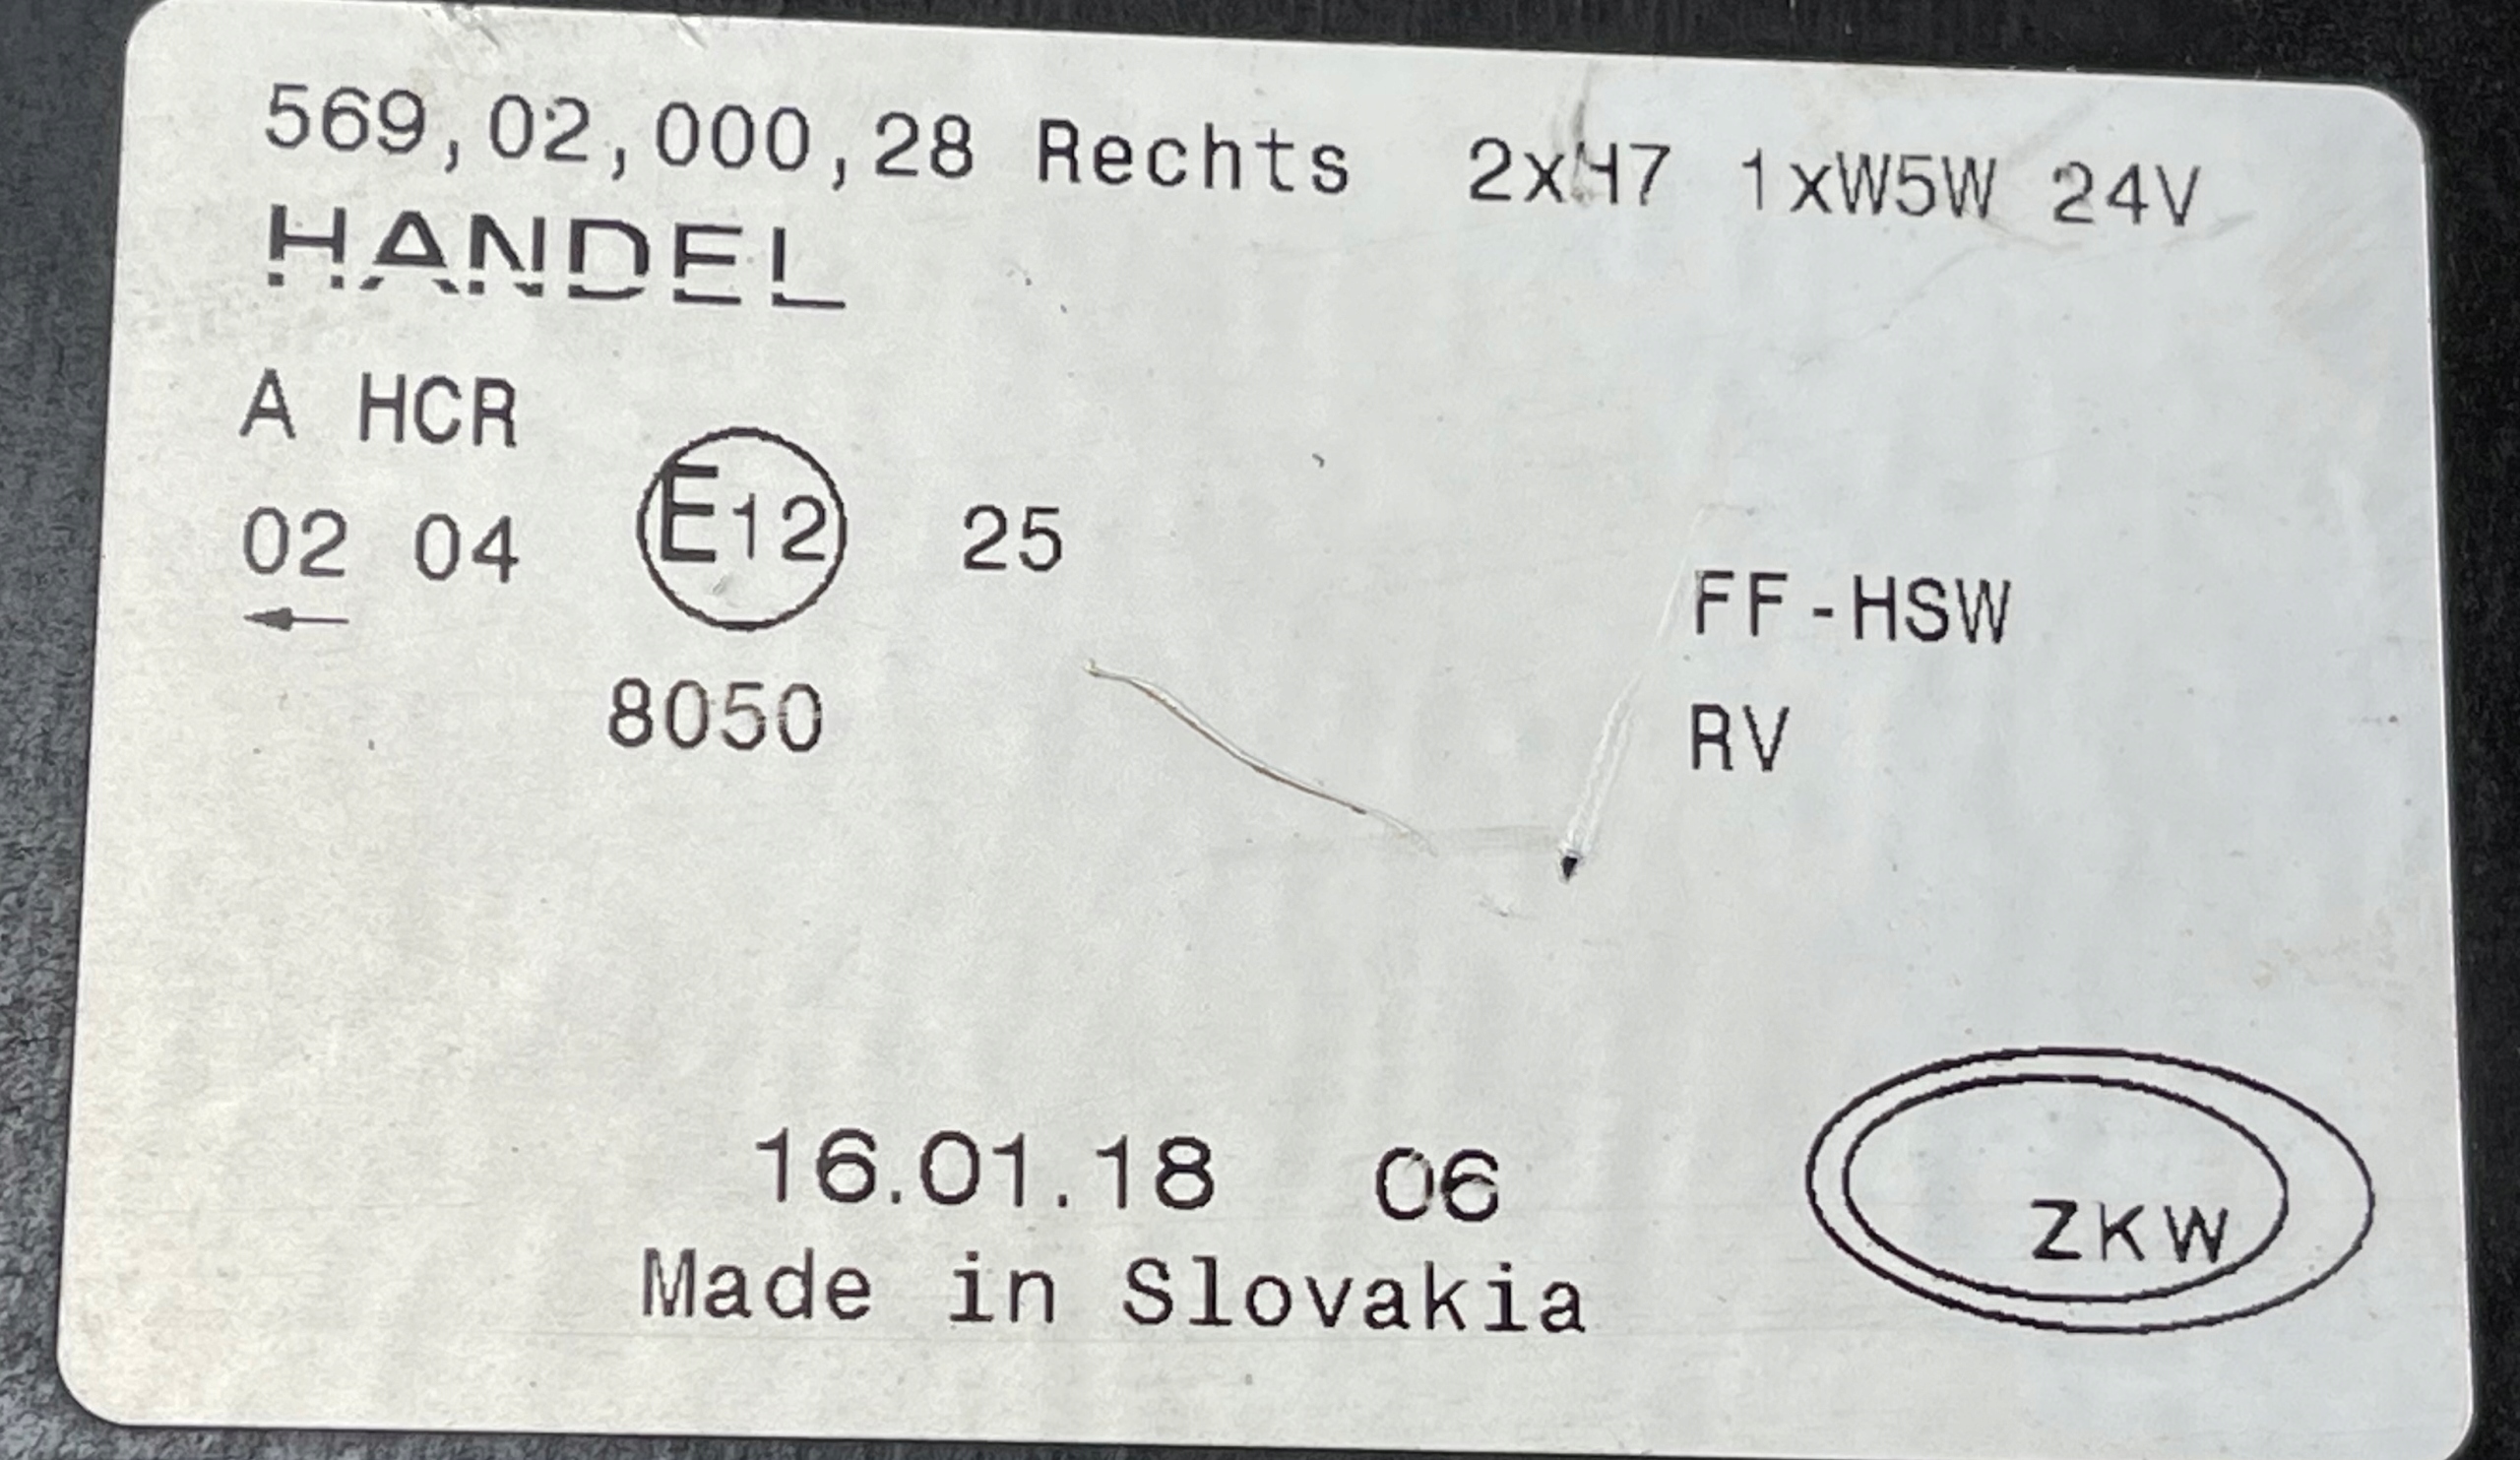 569,02,000,28 Rechts 2xH7 1xW5W 24V
HANDEL
A HCR
02 04 E12 25
8050
FF-HSW
RV
16.01.18 06
Made in Slovakia
ZKW